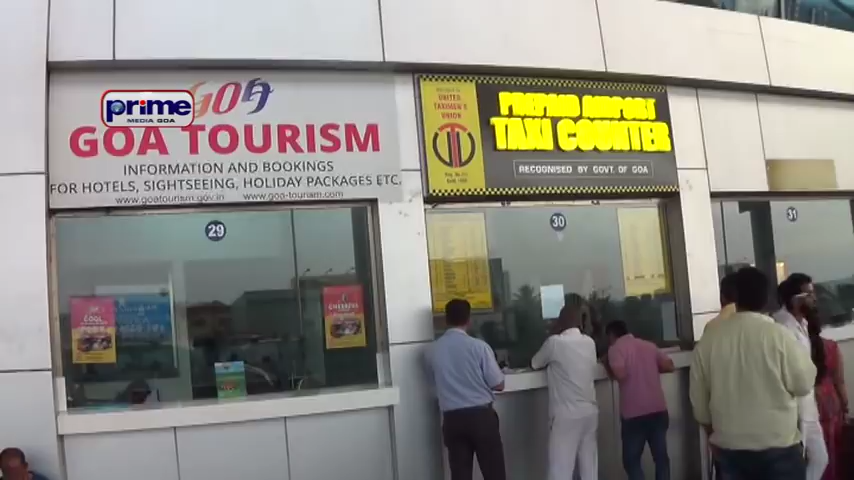 prime
MEDIA GOA
GOA
GOA TOURISM
INFORMATION AND BOOKINGS
FOR HOTELS, SIGHTSEEING, HOLIDAY PACKAGES ETC.
www.goatourism.gov.in www.goa-tourism.com
29
UNITED
TAXIMEN'S
UNION
PREPAID AIRPORT
TAXI COUNTER
RECOGNISED BY GOVT. OF GOA
30
31